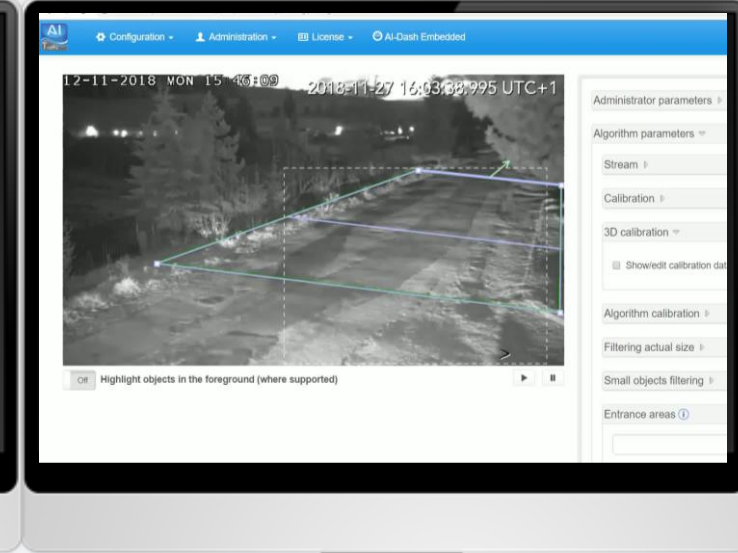 AI
Configuration Administration License AI-Dash Embedded
12-11-2018 MON 15:46:09
2018-11-27 16:03:38.995 UTC+1
Administrator parameters
Algorithm parameters
Stream
Calibration
3D calibration
Show/edit calibration dat
Algorithm calibration
Filtering actual size
Small objects filtering
Entrance areas
Off Highlight objects in the foreground (where supported)